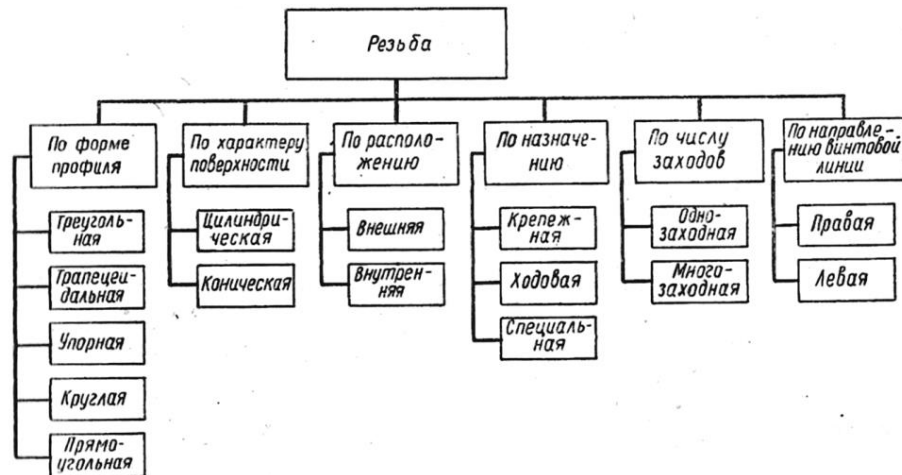 Резьба
По форме
профиля
Треуголь-
ная
Трапецеи-
дальная
Упорная
Круглая
Прямо-
угольная
По характеру
поверхности
Цилиндри-
ческая
Коническая
По располо-
жению
Внешняя
Внутрен-
няя
По назначе-
нию
Крепеж-
ная
Ходовая
Специаль-
ная
По числу
заходов
Одно-
заходная
Много-
заходная
По направле-
нию винтовой
линии
Правая
Левая